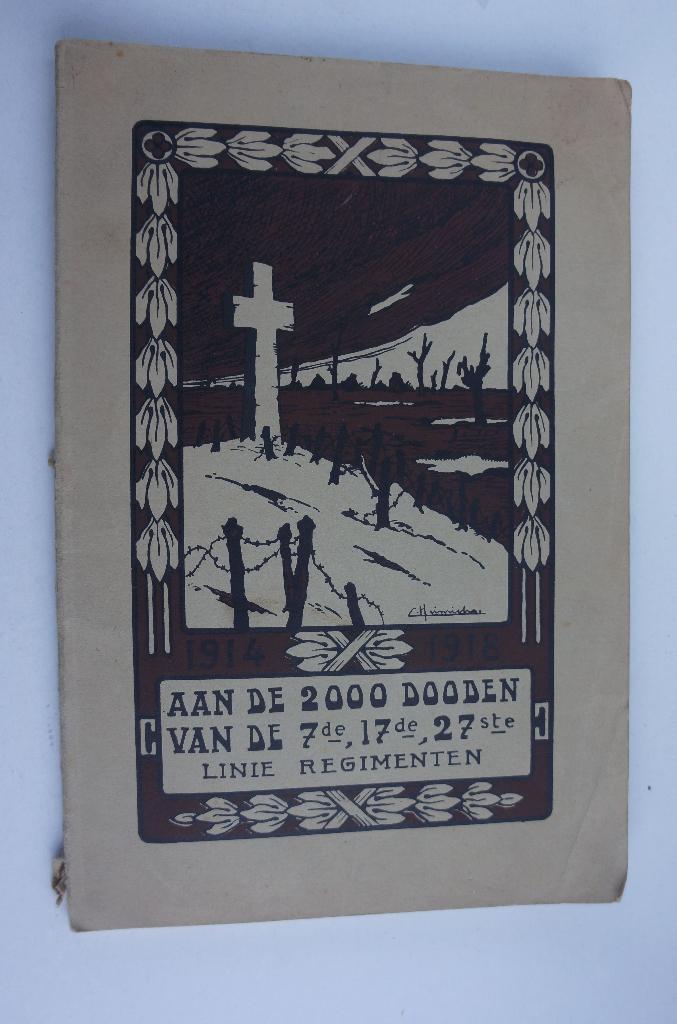 1914 1918
AAN DE 2000 DOODEN
VAN DE 7de, 17de, 27ste
LINIE REGIMENTEN